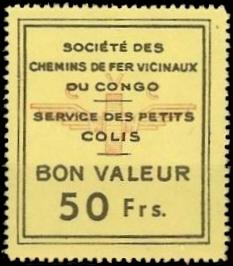 SOCIÉTÉ DES
CHEMINS DE FER VICINAUX
DU CONGO
SERVICE DES PETITS
COLIS
BON VALEUR
50 Frs.